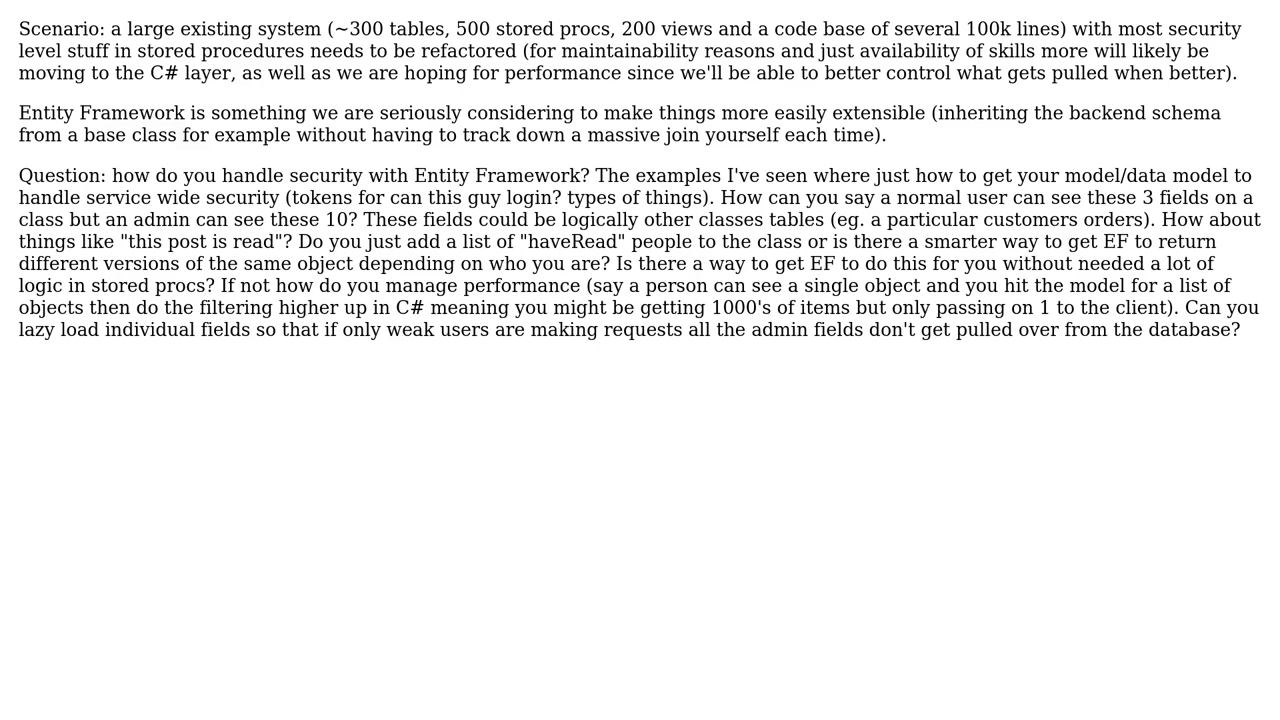 Scenario: a large existing system (~300 tables, 500 stored procs, 200 views and a code base of several 100k lines) with most security
level stuff in stored procedures needs to be refactored (for maintainability reasons and just availability of skills more will likely be
moving to the C# layer, as well as we are hoping for performance since we'll be able to better control what gets pulled when better).
Entity Framework is something we are seriously considering to make things more easily extensible (inheriting the backend schema
from a base class for example without having to track down a massive join yourself each time).
Question: how do you handle security with Entity Framework? The examples I've seen where just how to get your model/data model to
handle service wide security (tokens for can this guy login? types of things). How can you say a normal user can see these 3 fields on a
class but an admin can see these 10? These fields could be logically other classes tables (eg. a particular customers orders). How about
things like "this post is read"? Do you just add a list of "haveRead" people to the class or is there a smarter way to get EF to return
different versions of the same object depending on who you are? Is there a way to get EF to do this for you without needed a lot of
logic in stored procs? If not how do you manage performance (say a person can see a single object and you hit the model for a list of
objects then do the filtering higher up in C# meaning you might be getting 1000's of items but only passing on 1 to the client). Can you
lazy load individual fields so that if only weak users are making requests all the admin fields don't get pulled over from the database?